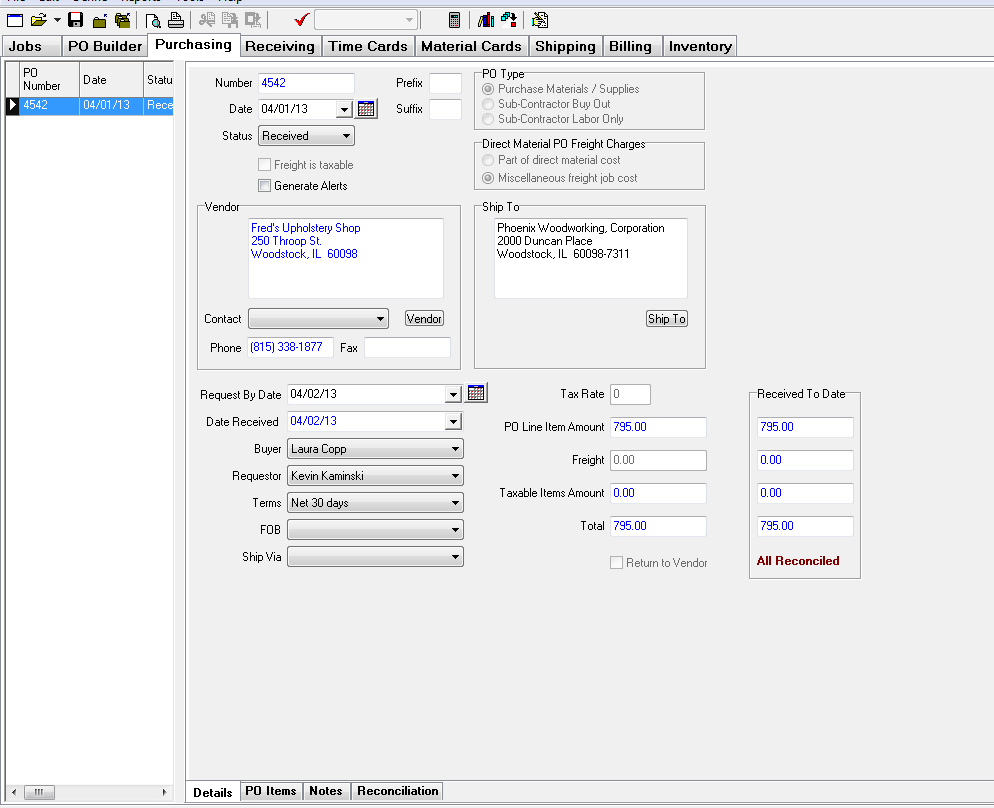 Jobs PO Builder Purchasing Receiving Time Cards Material Cards Shipping Billing Inventory
PO Number Date Statu
4542 04/01/13 Rece
Number 4542 Prefix
Date 04/01/13 Suffix
Status Received
Freight is taxable
Generate Alerts
PO Type
Purchase Materials / Supplies
Sub-Contractor Buy Out
Sub-Contractor Labor Only
Direct Material PO Freight Charges
Part of direct material cost
Miscellaneous freight job cost
Vendor
Fred's Upholstery Shop
250 Throop St.
Woodstock, IL 60098
Contact Vendor
Phone (815) 338-1877 Fax
Ship To
Phoenix Woodworking, Corporation
2000 Duncan Place
Woodstock, IL 60098-7311
Ship To
Request By Date 04/02/13
Date Received 04/02/13
Buyer Laura Copp
Requestor Kevin Kaminski
Terms Net 30 days
FOB
Ship Via
Tax Rate 0
PO Line Item Amount 795.00
Freight 0.00
Taxable Items Amount 0.00
Total 795.00
Return to Vendor
Received To Date
795.00
0.00
0.00
795.00
All Reconciled
Details PO Items Notes Reconciliation